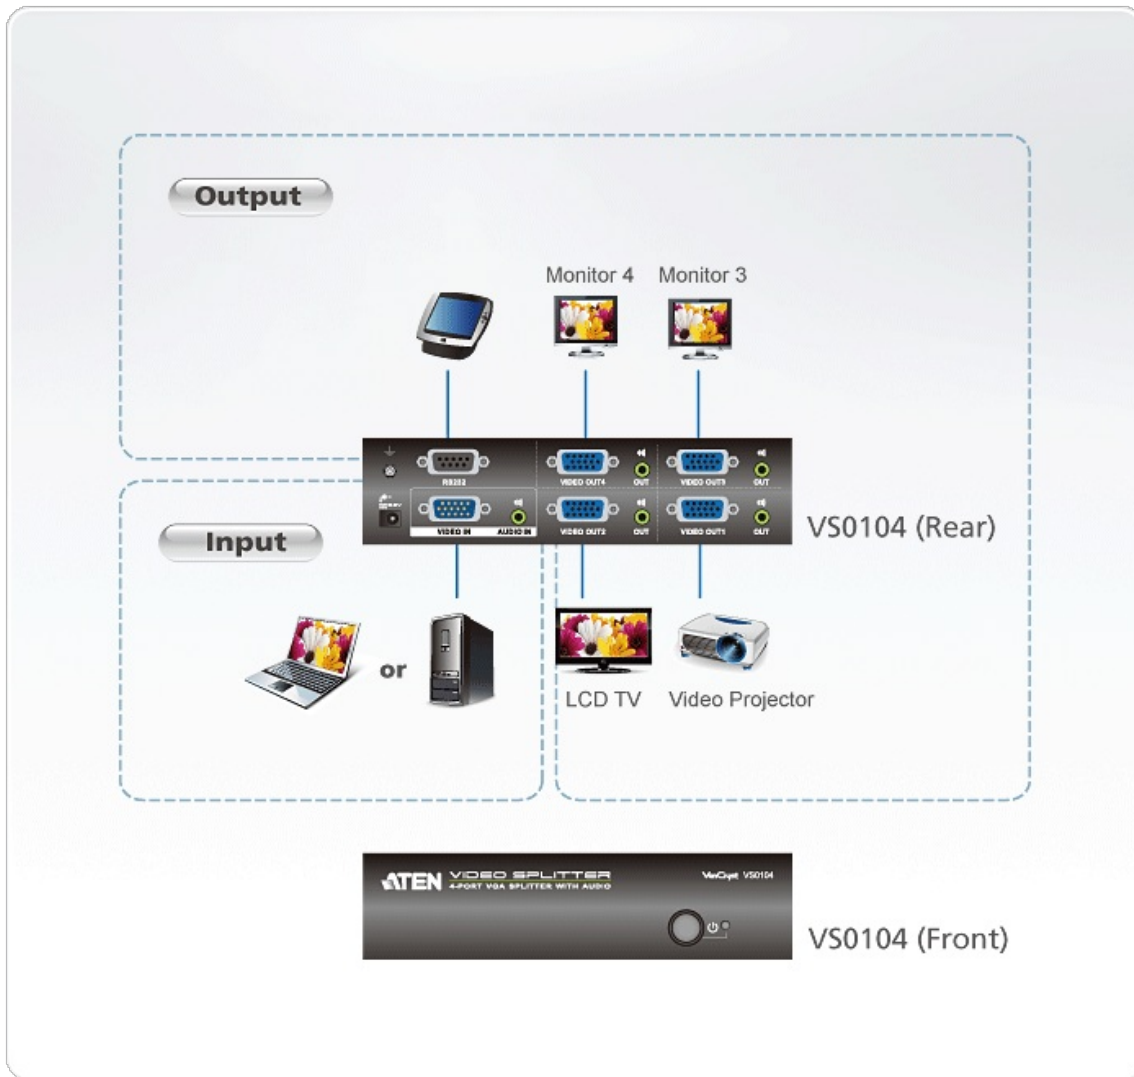 Output
Monitor 4
Monitor 3
RS232
VIDEO OUT4
OUT
VIDEO OUT3
OUT
VIDEO IN
AUDIO IN
VIDEO OUT2
OUT
VIDEO OUT1
OUT
VS0104 (Rear)
Input
or
LCD TV
Video Projector
ATEN
VIDEO SPLITTER
4-PORT VGA SPLITTER WITH AUDIO
VanCryst VS0104
VS0104 (Front)